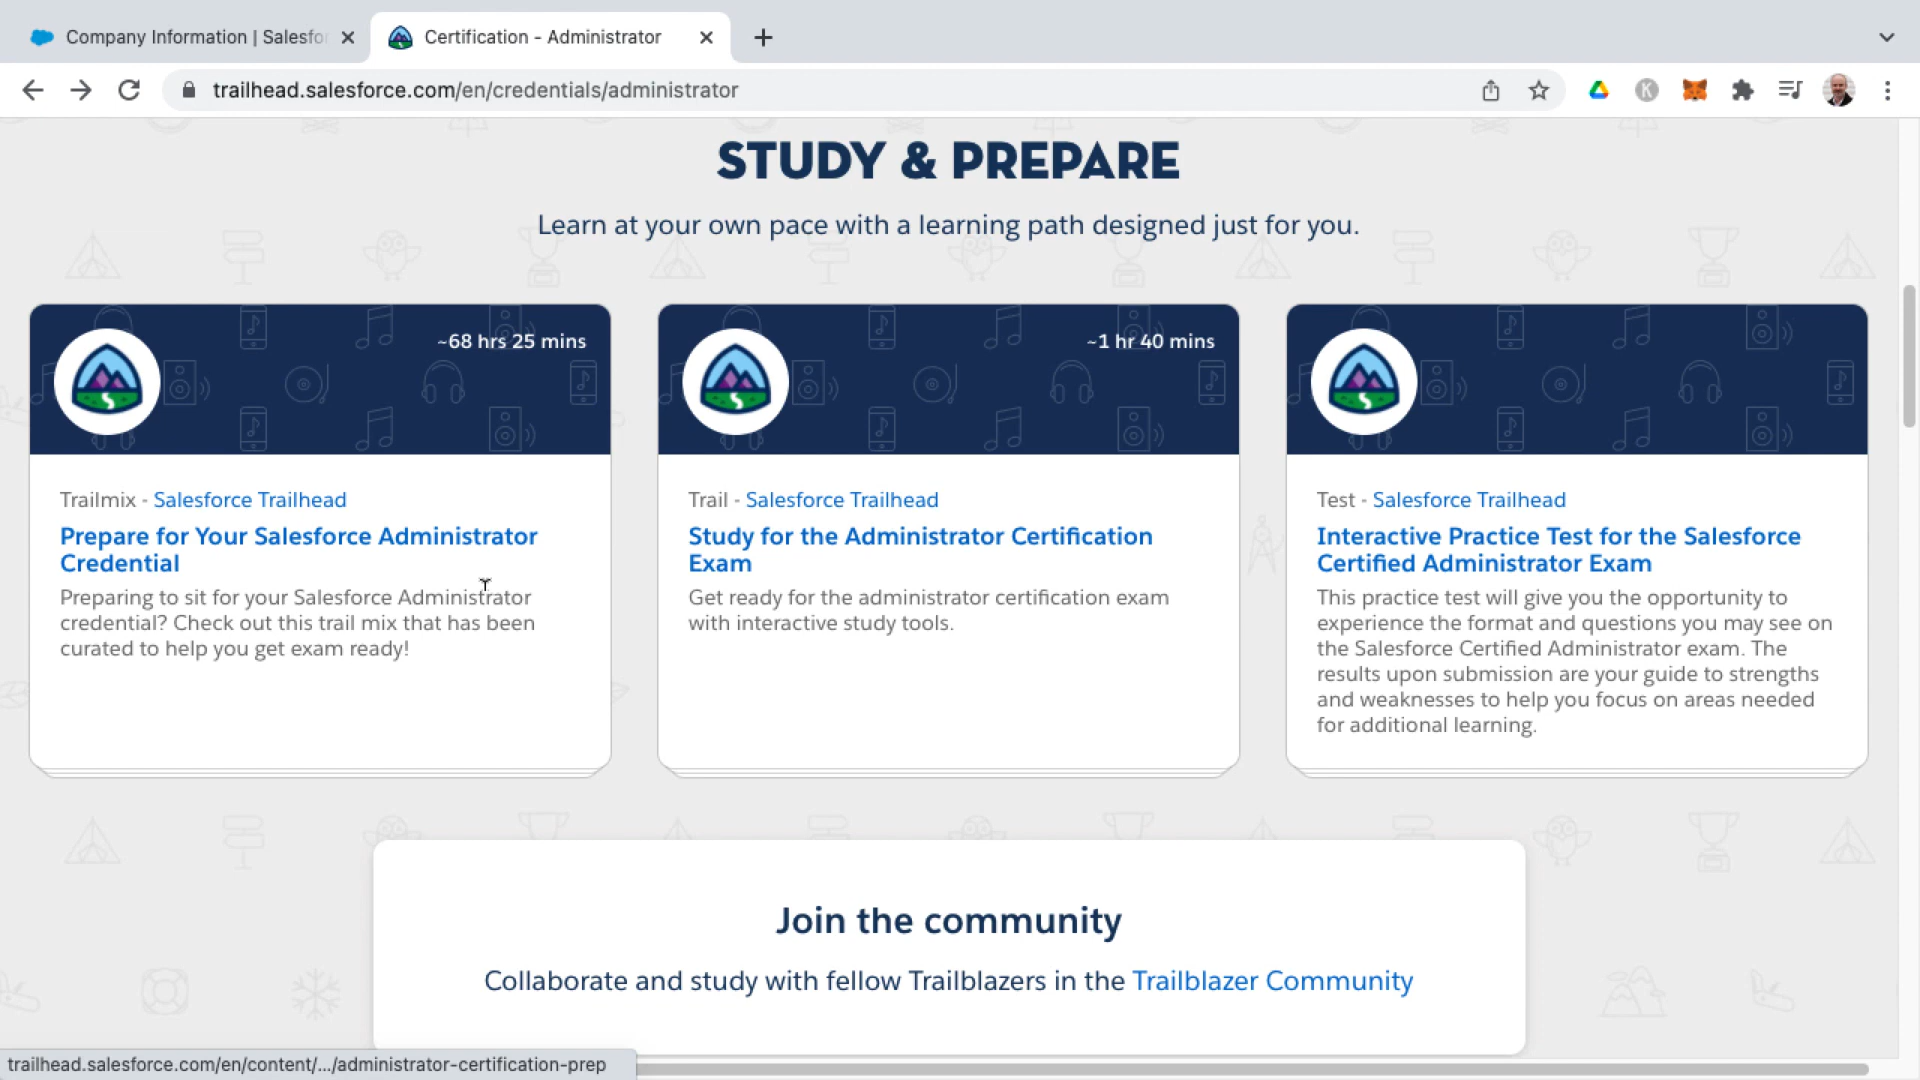 Company Information | Salesfo
Certification - Administrator
trailhead.salesforce.com/en/credentials/administrator
K
STUDY & PREPARE
Learn at your own pace with a learning path designed just for you.
~68 hrs 25 mins
Trailmix - Salesforce Trailhead
Prepare for Your Salesforce Administrator
Credential
Preparing to sit for your Salesforce Administrator
credential? Check out this trail mix that has been
curated to help you get exam ready!
~1 hr 40 mins
Trail - Salesforce Trailhead
Study for the Administrator Certification
Exam
Get ready for the administrator certification exam
with interactive study tools.
Test - Salesforce Trailhead
Interactive Practice Test for the Salesforce
Certified Administrator Exam
This practice test will give you the opportunity to
experience the format and questions you may see on
the Salesforce Certified Administrator exam. The
results upon submission are your guide to strengths
and weaknesses to help you focus on areas needed
for additional learning.
Join the community
Collaborate and study with fellow Trailblazers in the Trailblazer Community
trailhead.salesforce.com/en/content/.../administrator-certification-prep